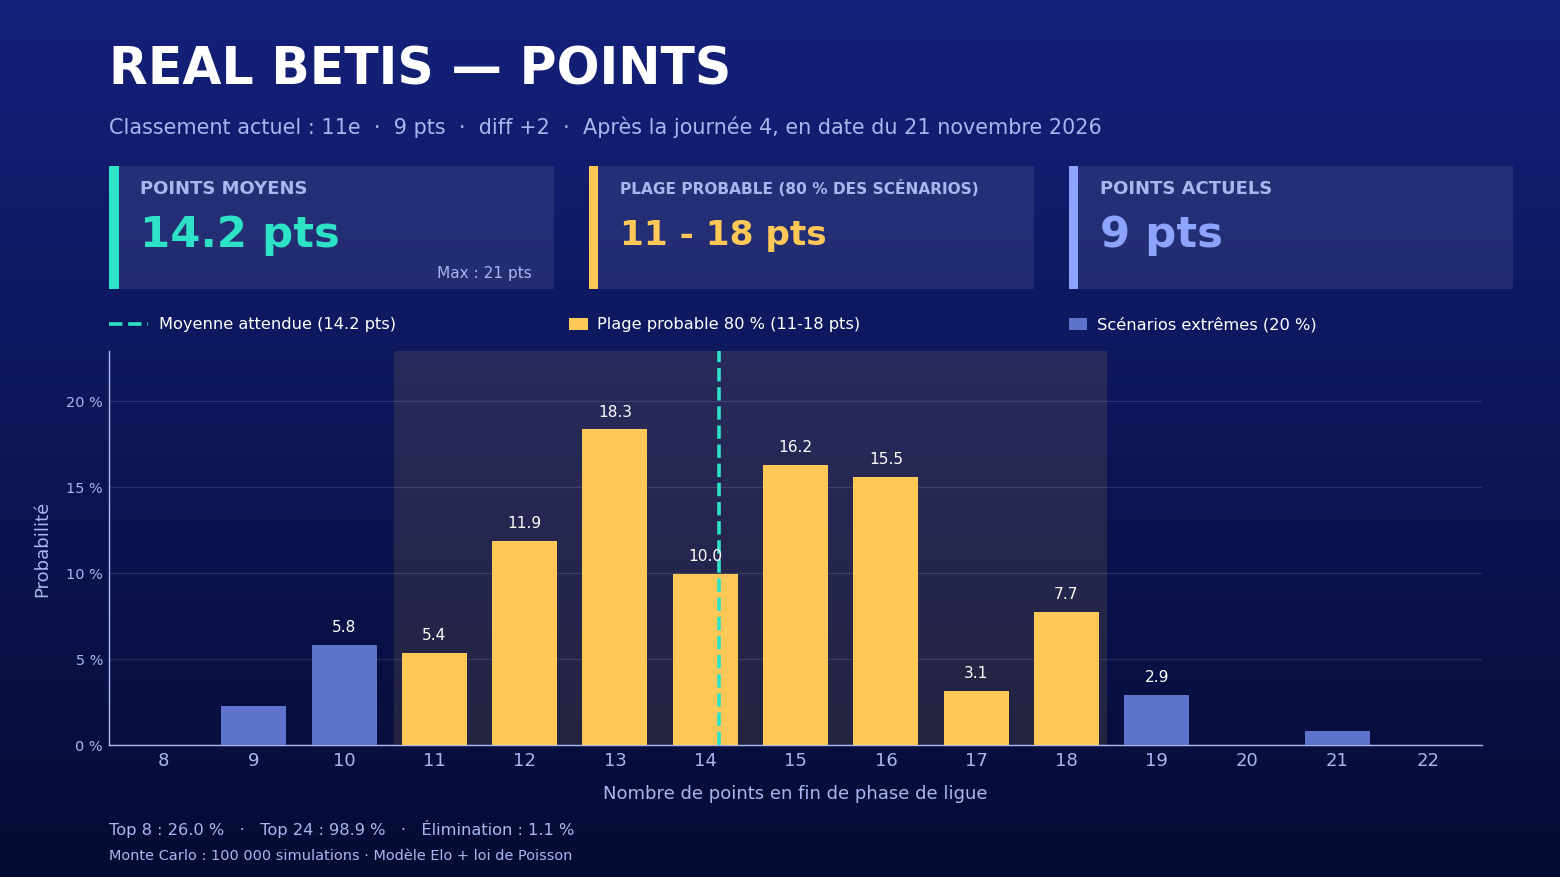 REAL BETIS — POINTS
Classement actuel : 11e · 9 pts · diff +2 · Après la journée 4, en date du 21 novembre 2026
POINTS MOYENS
14.2 pts
Max : 21 pts
PLAGE PROBABLE (80 % DES SCÉNARIOS)
11 - 18 pts
POINTS ACTUELS
9 pts
Moyenne attendue (14.2 pts)
Plage probable 80 % (11-18 pts)
Scénarios extrêmes (20 %)
Probabilité
20 %
15 %
10 %
5 %
0 %
5.8
5.4
11.9
18.3
10.0
16.2
15.5
3.1
7.7
2.9
8 9 10 11 12 13 14 15 16 17 18 19 20 21 22
Nombre de points en fin de phase de ligue
Top 8 : 26.0 % · Top 24 : 98.9 % · Élimination : 1.1 %
Monte Carlo : 100 000 simulations · Modèle Elo + loi de Poisson